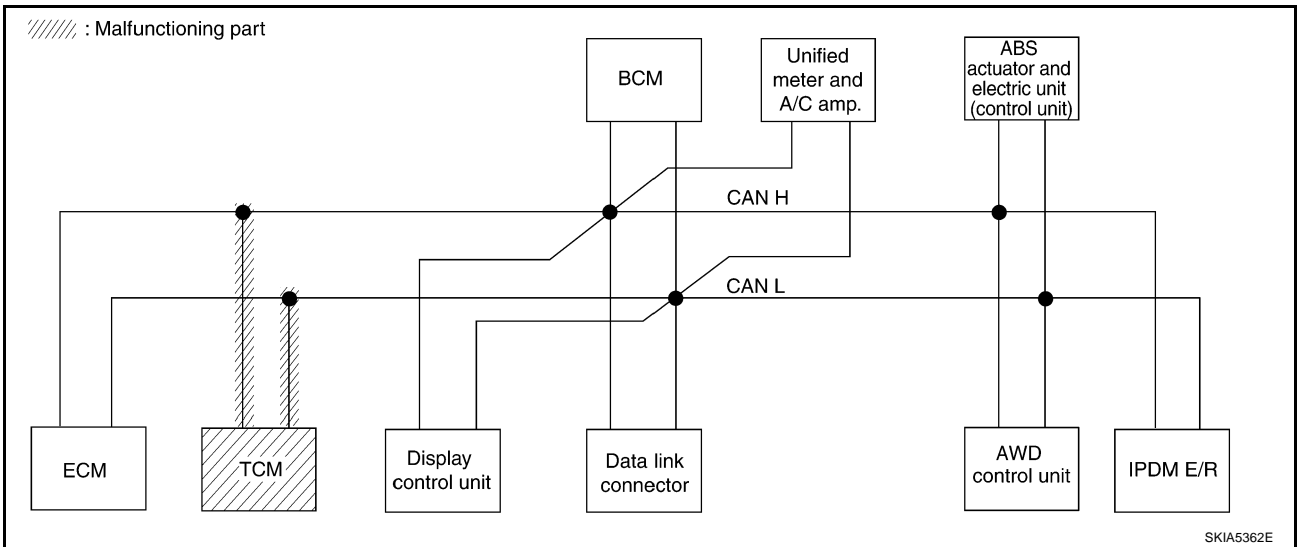 : Malfunctioning part
BCM
Unified
meter and
A/C amp.
ABS
actuator and
electric unit
(control unit)
CAN H
CAN L
ECM
TCM
Display
control unit
Data link
connector
AWD
control unit
IPDM E/R
SKIA5362E